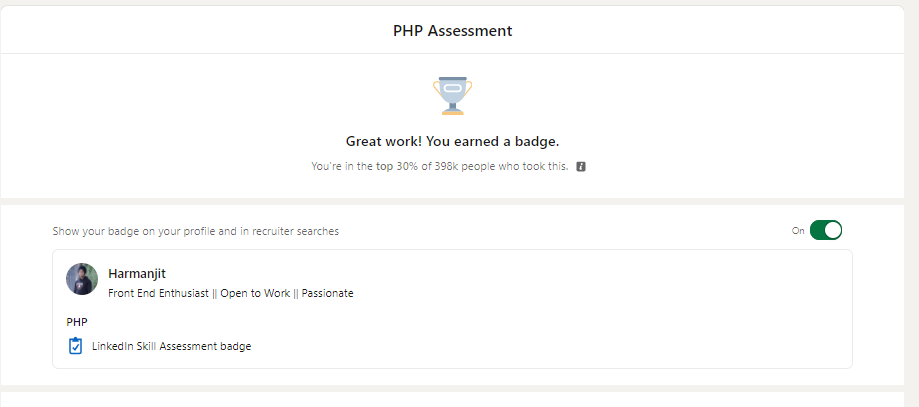 PHP Assessment
Great work! You earned a badge.
You're in the top 30% of 398k people who took this.
Show your badge on your profile and in recruiter searches
On
Harmanjit
Front End Enthusiast || Open to Work || Passionate
PHP
LinkedIn Skill Assessment badge